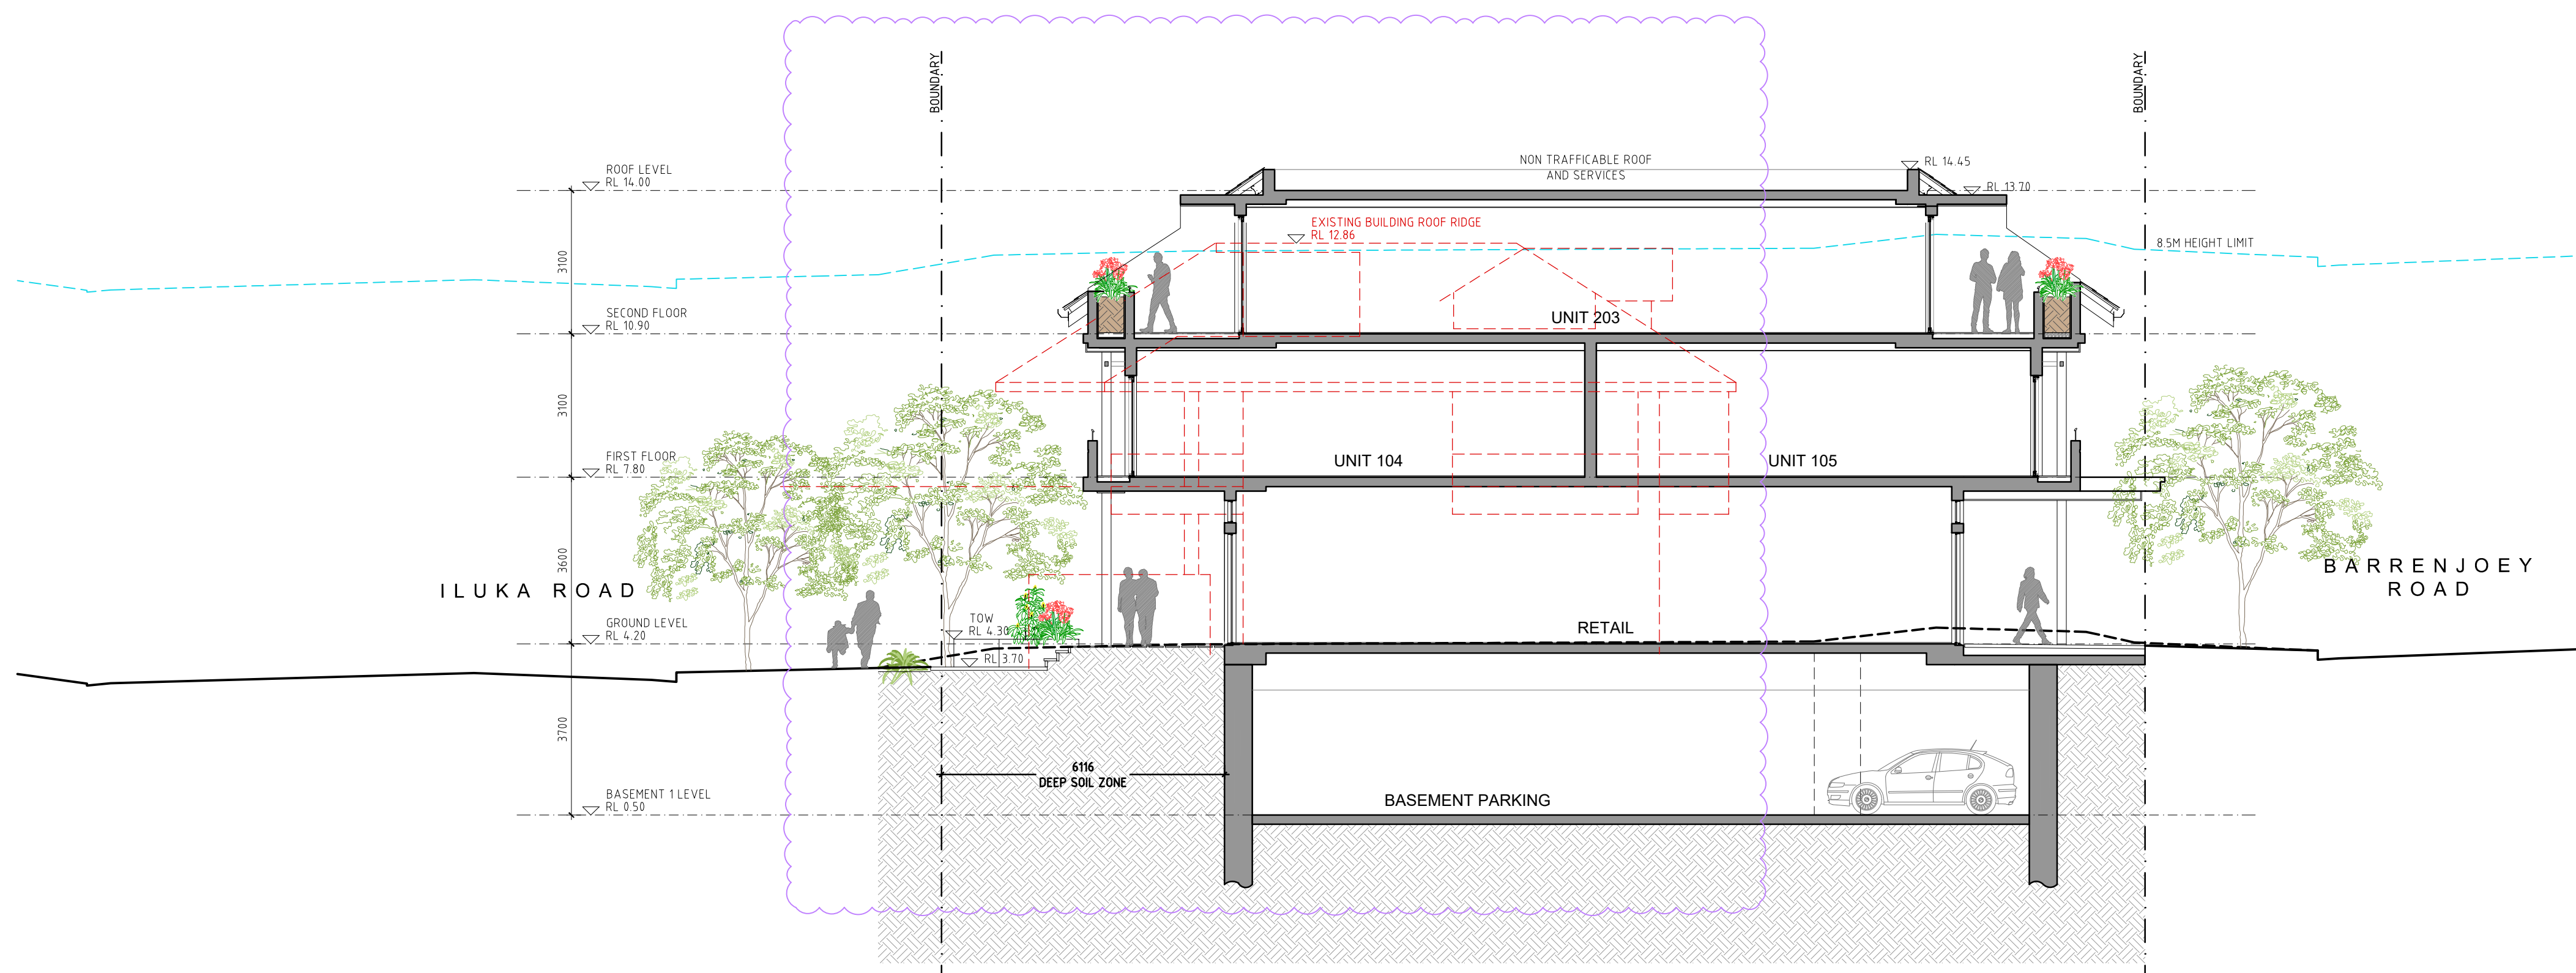 BOUNDARY
BOUNDARY
NON TRAFFICABLE ROOF
AND SERVICES
RL 14.45
ROOF LEVEL
RL 14.00
RL 13.70
EXISTING BUILDING ROOF RIDGE
RL 12.86
8.5M HEIGHT LIMIT
3100
SECOND FLOOR
RL 10.90
UNIT 203
3100
FIRST FLOOR
RL 7.80
UNIT 104
UNIT 105
3600
ILUKA ROAD
BARRENJOEY
ROAD
GROUND LEVEL
RL 4.20
TOW
RL 4.30
RETAIL
RL 3.70
3700
6116
DEEP SOIL ZONE
BASEMENT 1 LEVEL
RL 0.50
BASEMENT PARKING